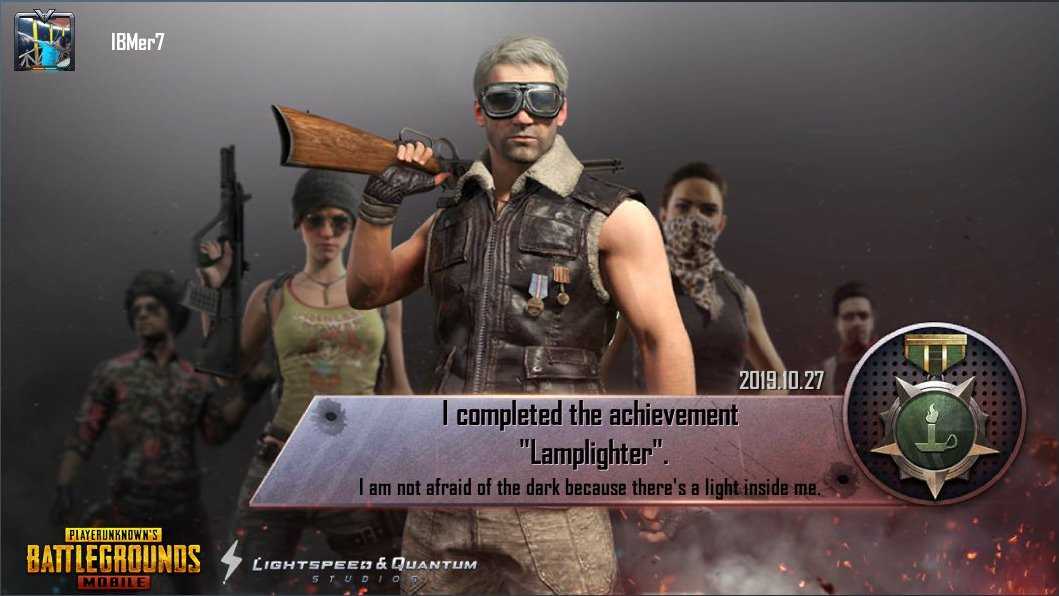 IBMer7
2019.10.27
I completed the achievement
"Lamplighter".
I am not afraid of the dark because there's a light inside me.
PLAYERUNKNOWN'S
BATTLEGROUNDS
MOBILE
LIGHTSPEED & QUANTUM
STUDIOS